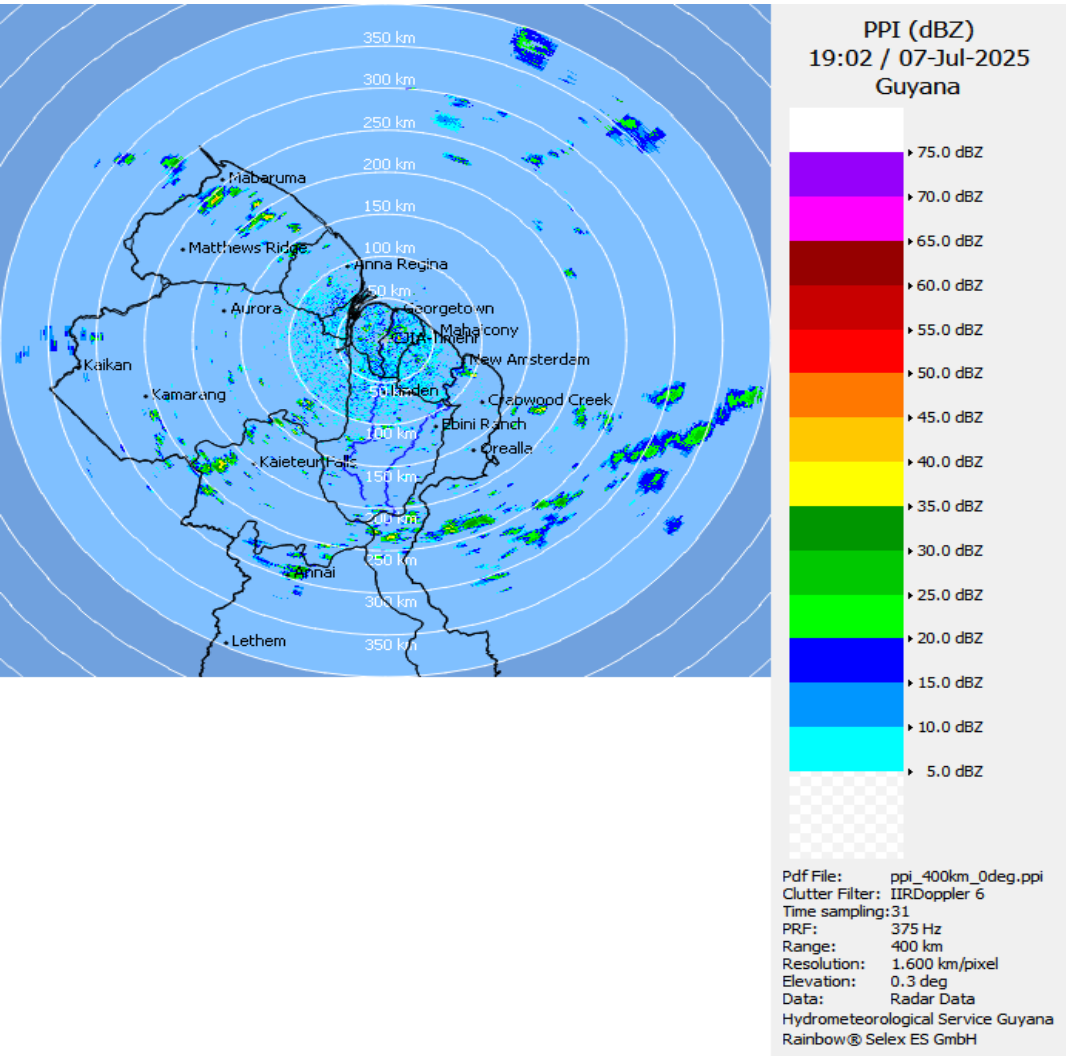 PPI (dBZ)
19:02 / 07-Jul-2025
Guyana
350 km
300 km
250 km
200 km
150 km
100 km
50 km
Mabaruma
Matthews Ridge
Anna Regina
Aurora
Georgetown
Mahaicony
CJIA-Timehri
New Amsterdam
Kaikan
Kamarang
50
Linden
Crabwood Creek
100 km
Ebini Ranch
Orealla
Kaieteur Falls
150 km
200 km
250 km
Annai
300 km
Lethem
350 km
75.0 dBZ
70.0 dBZ
65.0 dBZ
60.0 dBZ
55.0 dBZ
50.0 dBZ
45.0 dBZ
40.0 dBZ
35.0 dBZ
30.0 dBZ
25.0 dBZ
20.0 dBZ
15.0 dBZ
10.0 dBZ
5.0 dBZ
Pdf File: ppi_400km_0deg.ppi
Clutter Filter: IIRDoppler 6
Time sampling:31
PRF: 375 Hz
Range: 400 km
Resolution: 1.600 km/pixel
Elevation: 0.3 deg
Data: Radar Data
Hydrometeorological Service Guyana
Rainbow® Selex ES GmbH